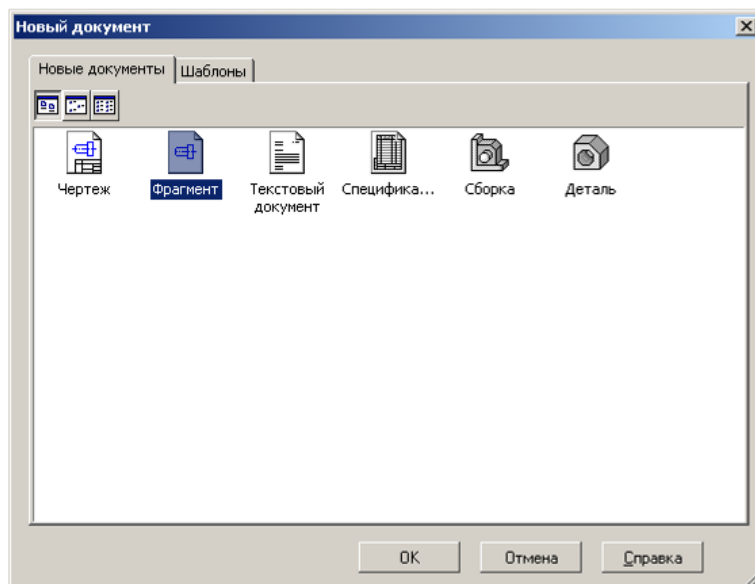 Новый документ
Новые документы Шаблоны
Чертеж Фрагмент Текстовый документ Специфика... Сборка Деталь
OK Отмена Справка